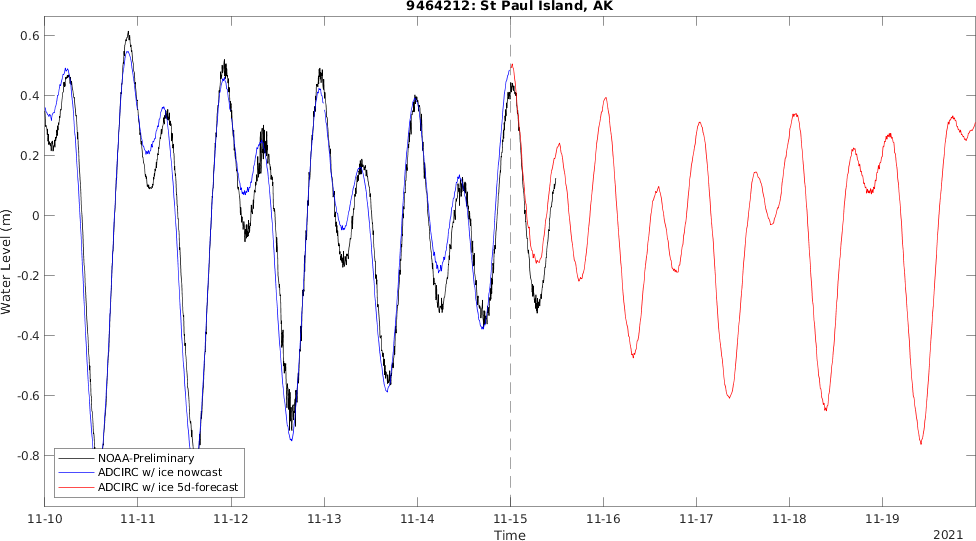 9464212: St Paul Island, AK
0.6
0.4
0.2
0
-0.2
-0.4
-0.6
-0.8
Water Level (m)
NOAA-Preliminary
ADCIRC w/ ice nowcast
ADCIRC w/ ice 5d-forecast
11-10 11-11 11-12 11-13 11-14 11-15 11-16 11-17 11-18 11-19
Time
2021